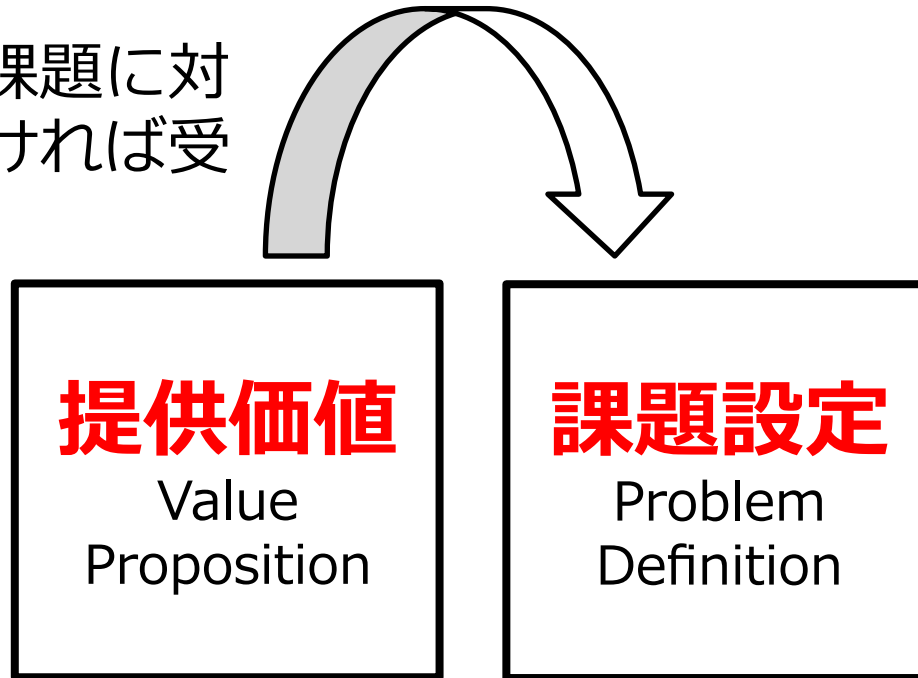 課題に対
ければ受
提供価値
Value
Proposition
課題設定
Problem
Definition